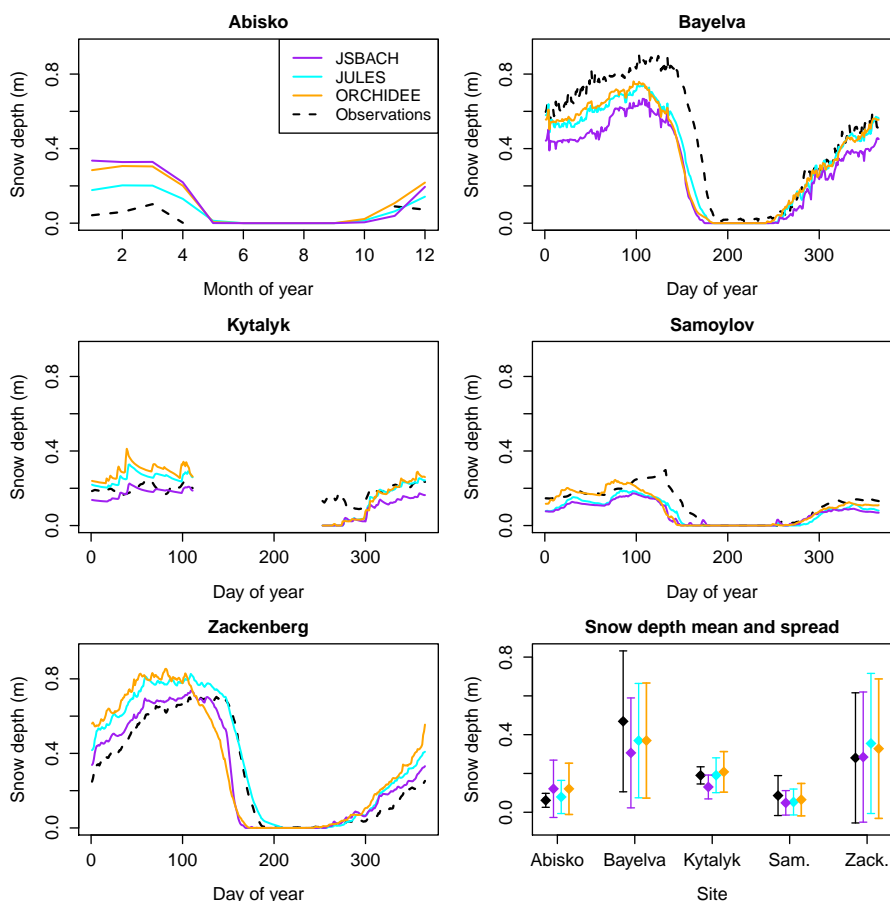 Abisko
Snow depth (m)
0.0 0.4 0.8
JSBACH
JULES
ORCHIDEE
Observations
2 4 6 8 10 12
Month of year
Bayelva
Snow depth (m)
0.0 0.4 0.8
0 100 200 300
Day of year
Kytalyk
Snow depth (m)
0.0 0.4 0.8
0 100 200 300
Day of year
Samoylov
Snow depth (m)
0.0 0.4 0.8
0 100 200 300
Day of year
Zackenberg
Snow depth (m)
0.0 0.4 0.8
0 100 200 300
Day of year
Snow depth mean and spread
Snow depth (m)
0.0 0.4 0.8
Abisko Bayelva Kytalyk Sam. Zack.
Site